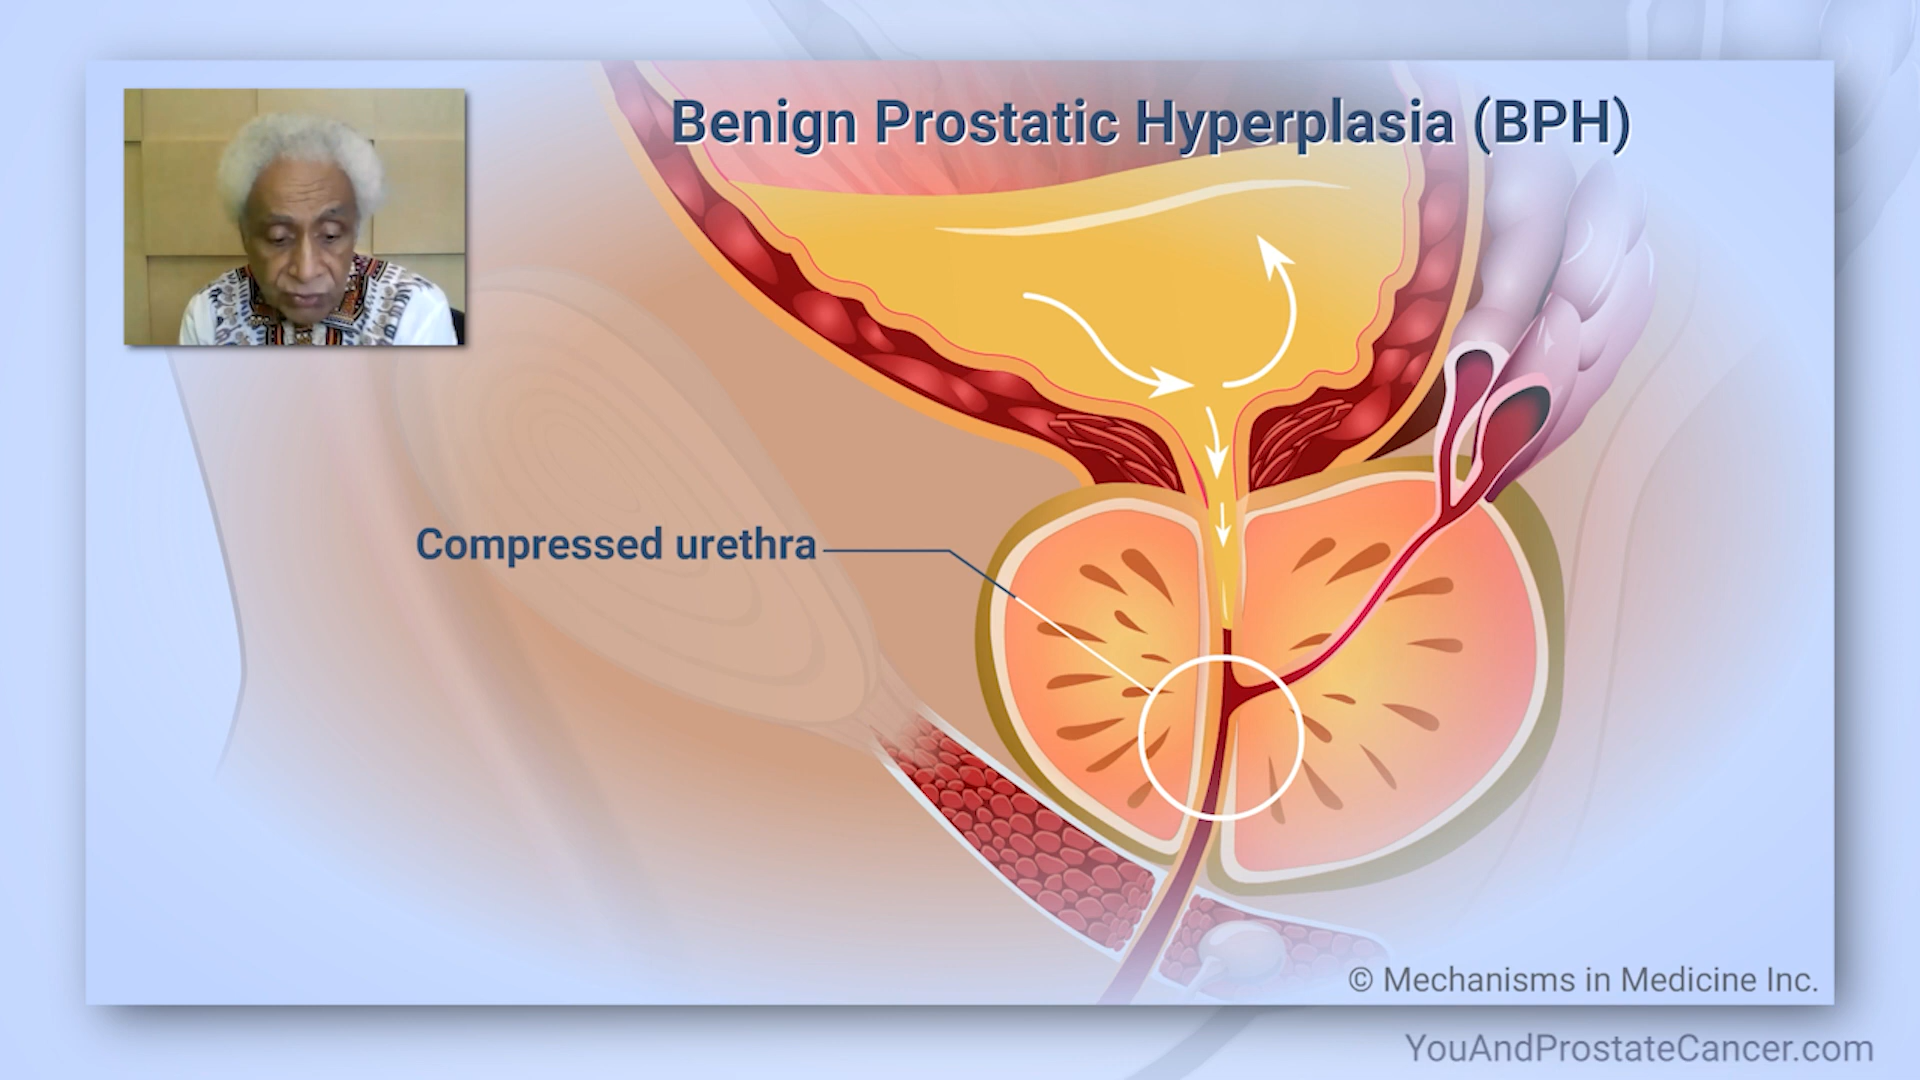 Benign Prostatic Hyperplasia (BPH)
Compressed urethra
© Mechanisms in Medicine Inc.
YouAndProstateCancer.com